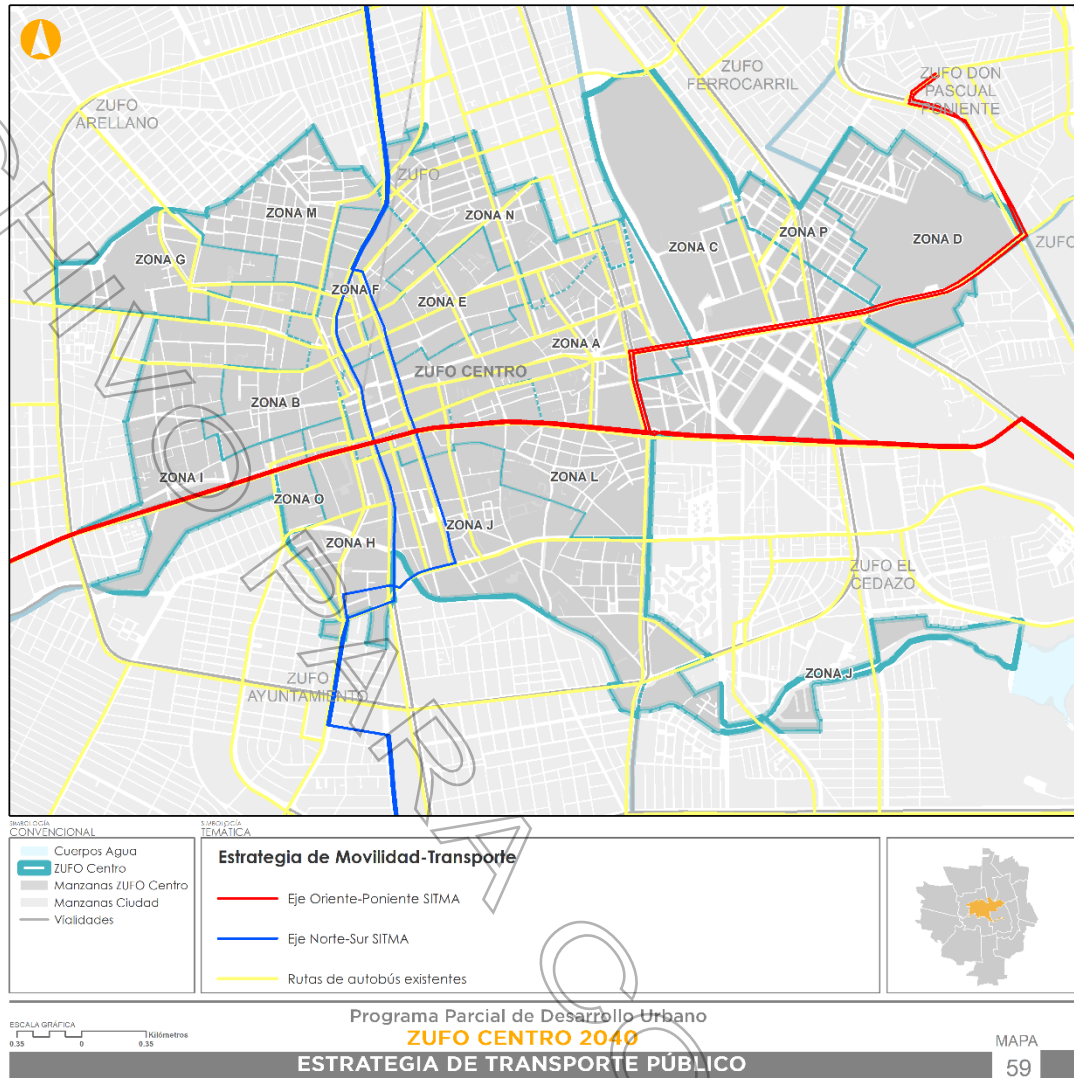 ZUFO
ARELLANO
ZUFO
FERROCARRIL
ZUFO DON
PASCUAL
PONIENTE
ZUFO
ZONA M
ZONA N
ZONA C
ZONA P
ZONA D
ZUFO
ZONA G
ZONA F
ZONA E
ZONA A
ZUFO CENTRO
ZONA B
ZONA I
ZONA O
ZONA L
ZONA J
ZONA H
ZUFO EL
CEDAZO
ZONA J
ZUFO
AYUNTAMIENTO
SIMBOLOGÍA
CONVENCIONAL
Cuerpos Agua
ZUFO Centro
Manzanas ZUFO Centro
Manzanas Ciudad
Vialidades
SIMBOLOGÍA
TEMÁTICA
Estrategia de Movilidad-Transporte
Eje Oriente-Poniente SITMA
Eje Norte-Sur SITMA
Rutas de autobús existentes
ESCALA GRÁFICA
Kilómetros
0.35 0 0.35
Programa Parcial de Desarrollo Urbano
ZUFO CENTRO 2040
ESTRATEGIA DE TRANSPORTE PÚBLICO
MAPA
59